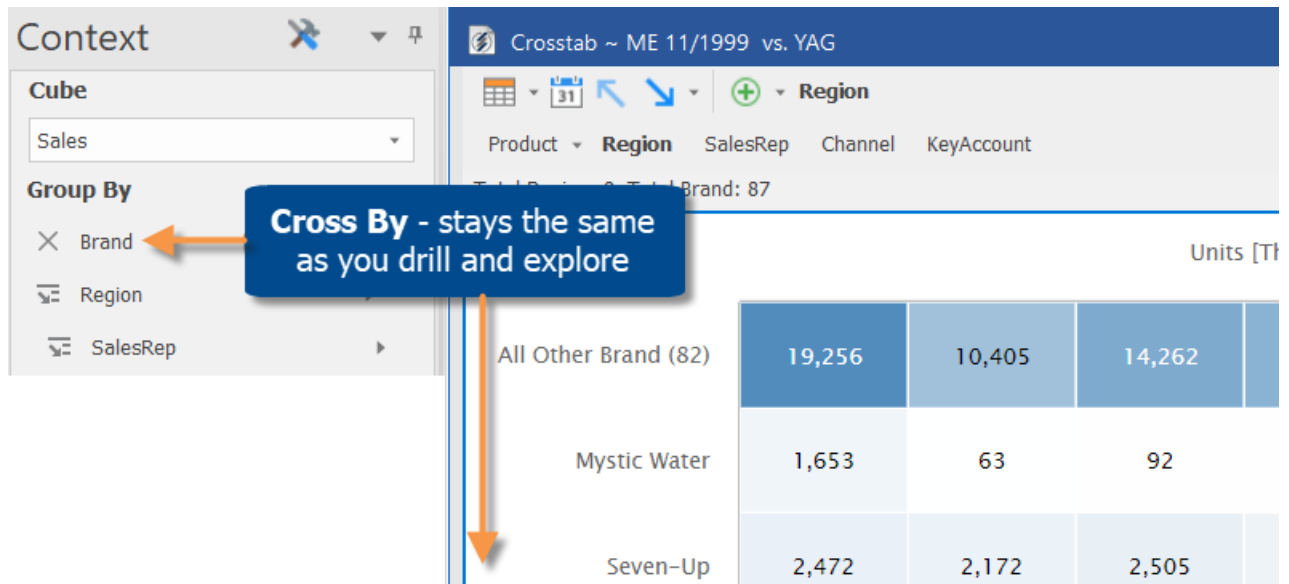 Context
Cube
Sales
Group By
Brand
Region
SalesRep
Crosstab ~ ME 11/1999 vs. YAG
31
Region
Product Region SalesRep Channel KeyAccount
Brand: 87
Cross By - stays the same
as you drill and explore
Units
All Other Brand (82) 19,256 10,405 14,262
Mystic Water 1,653 63 92
Seven-Up 2,472 2,172 2,505